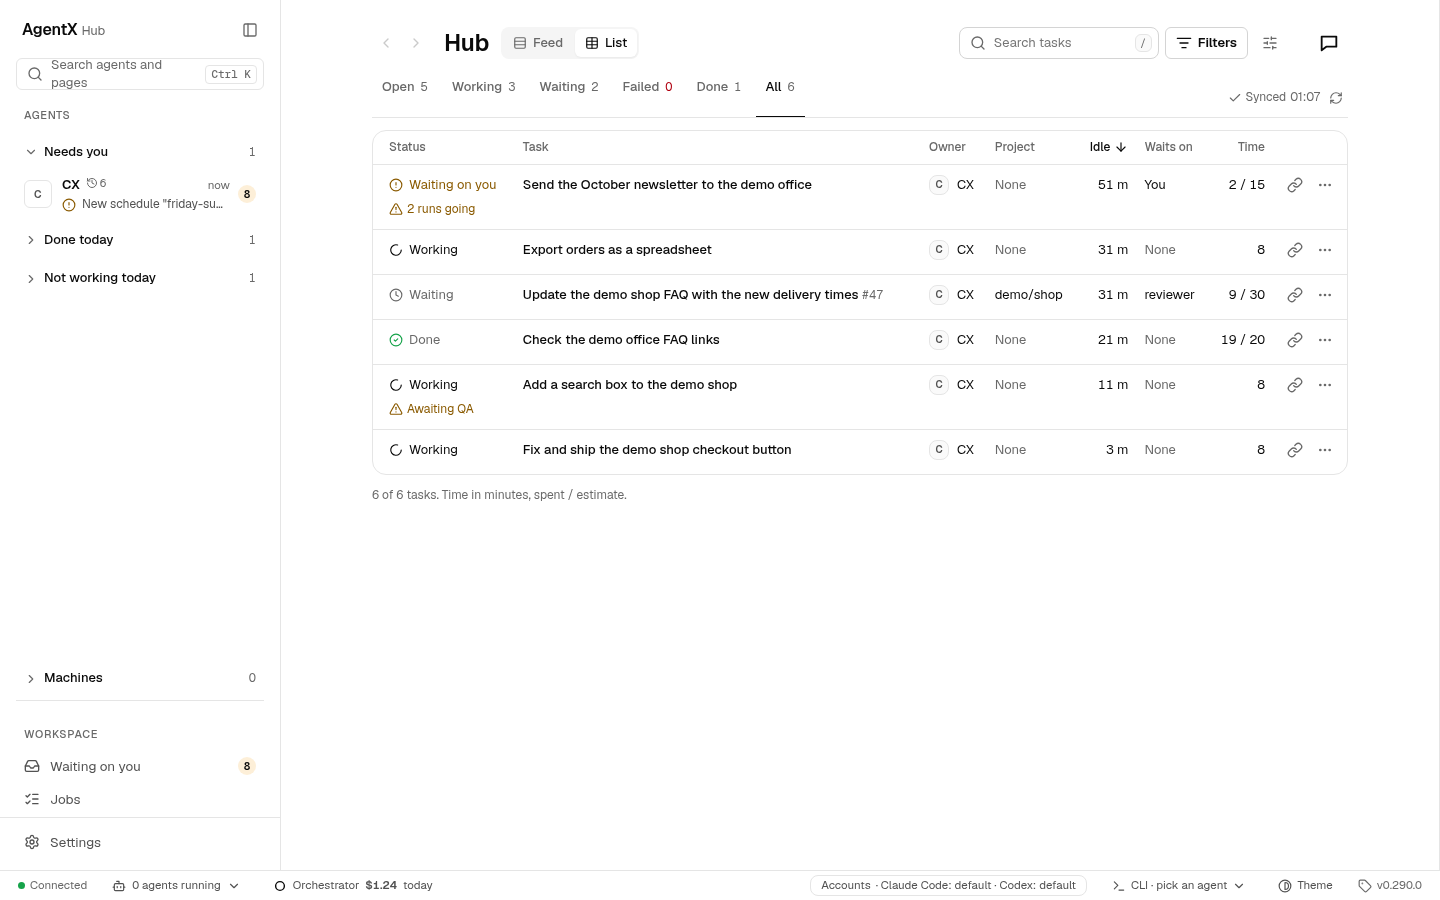 AgentX Hub
Search agents and pages
Ctrl K
AGENTS
Needs you 1
C
CX 6 now
New schedule "friday-su... 8
Done today 1
Not working today 1
Machines 0
WORKSPACE
Waiting on you 8
Jobs
Settings
Hub Feed List
Search tasks /
Filters
Open 5 Working 3 Waiting 2 Failed 0 Done 1 All 6
Synced 01:07
Status Task Owner Project Idle Waits on Time
Waiting on you Send the October newsletter to the demo office C CX None 51 m You 2 / 15
2 runs going
Working Export orders as a spreadsheet C CX None 31 m None 8
Waiting Update the demo shop FAQ with the new delivery times #47 C CX demo/shop 31 m reviewer 9 / 30
Done Check the demo office FAQ links C CX None 21 m None 19 / 20
Working Add a search box to the demo shop C CX None 11 m None 8
Awaiting QA
Working Fix and ship the demo shop checkout button C CX None 3 m None 8
6 of 6 tasks. Time in minutes, spent / estimate.
Connected 0 agents running Orchestrator $1.24 today Accounts · Claude Code: default · Codex: default CLI · pick an agent Theme v0.290.0